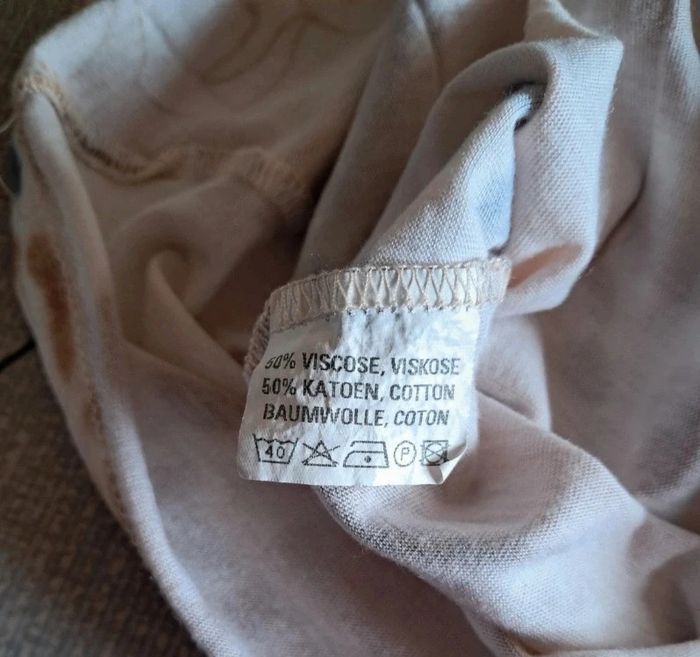 50% VISCOSE, VISKOSE
50% KATOEN, COTTON
BAUMWOLLE, COTON
40 P